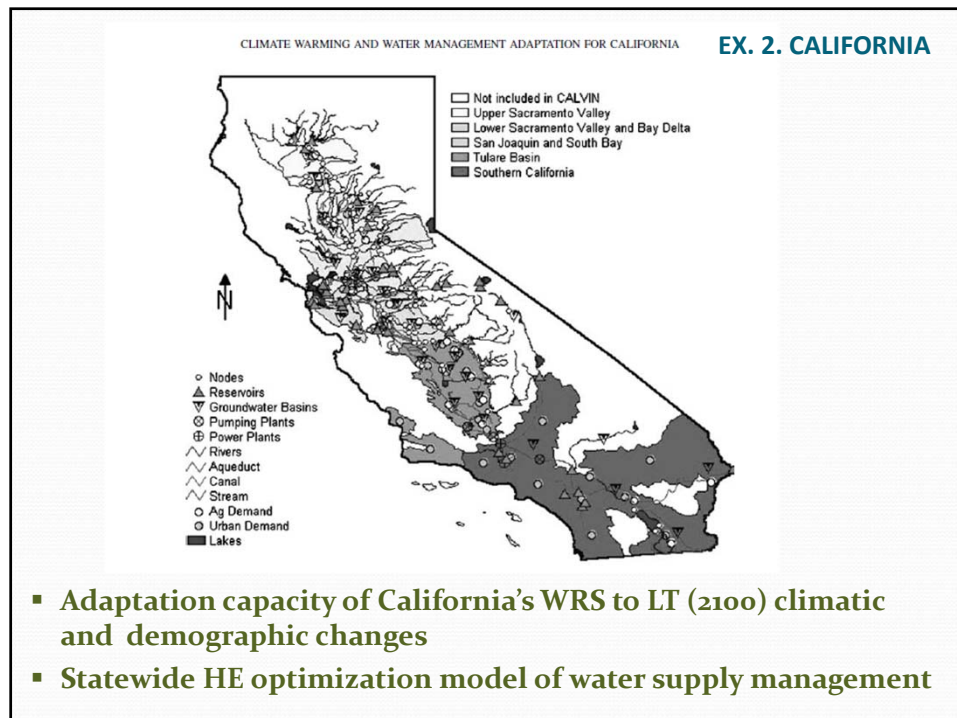 CLIMATE WARMING AND WATER MANAGEMENT ADAPTATION FOR CALIFORNIA
EX. 2. CALIFORNIA
Not included in CALVIN
Upper Sacramento Valley
Lower Sacramento Valley and Bay Delta
San Joaquin and South Bay
Tulare Basin
Southern California
N
Nodes
Reservoirs
Groundwater Basins
Pumping Plants
Power Plants
Rivers
Aqueduct
Canal
Stream
Ag Demand
Urban Demand
Lakes
▪ Adaptation capacity of California’s WRS to LT (2100) climatic
and demographic changes
▪ Statewide HE optimization model of water supply management